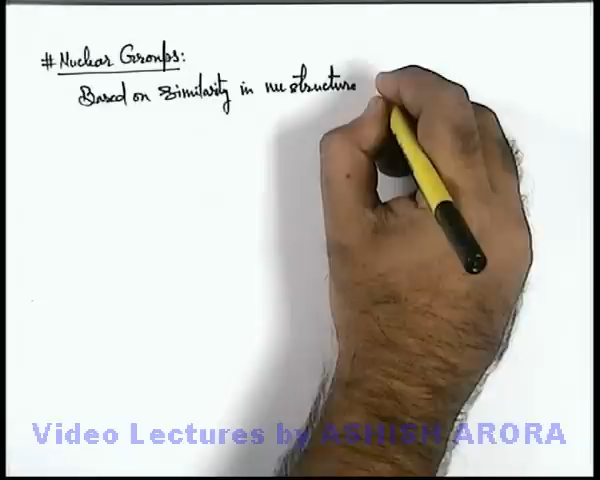 # Nuclear Groups:
Based on Similarity in nu structure
Video Lectures by ASHISH ARORA